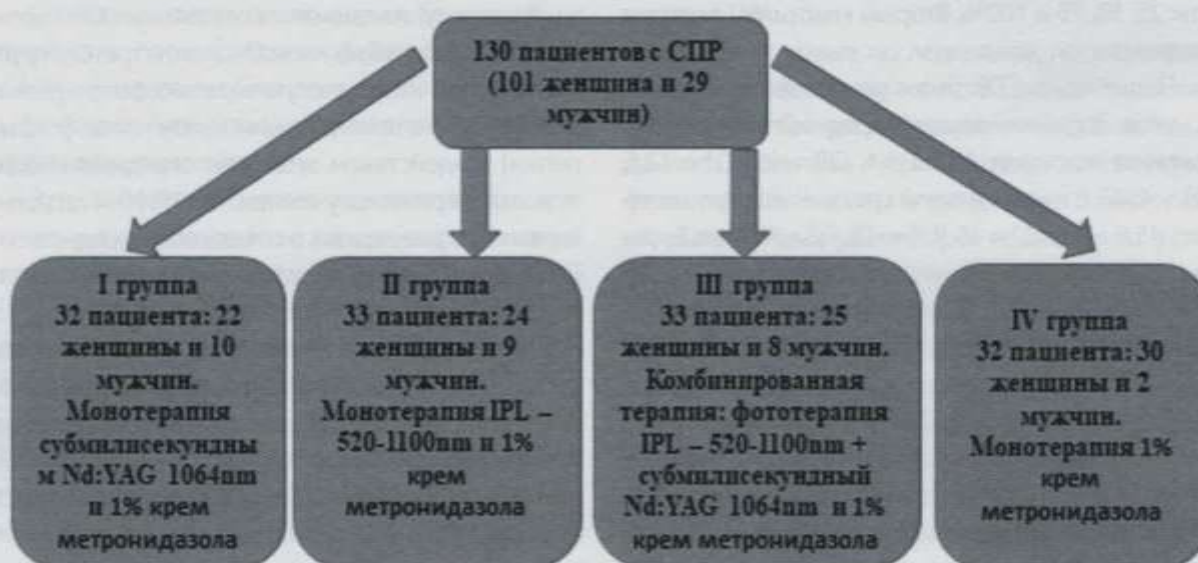 130 пациентов с СПР
(101 женщина и 29
мужчин)
I группа
32 пациента: 22
женщины и 10
мужчин.
Монотерапия
субмилисекундны
м Nd:YAG 1064nm
и 1% крем
метронидазола
II группа
33 пациента: 24
женщины и 9
мужчин.
Монотерапия IPL –
520-1100nm и 1%
крем
метронидазола
III группа
33 пациента: 25
женщины и 8 мужчин.
Комбинированная
терапия: фототерапия
IPL – 520-1100nm +
субмилисекундный
Nd:YAG 1064nm и 1%
крем метронидазола
IV группа
32 пациента: 30
женщины и 2
мужчин.
Монотерапия 1%
крем
метронидазола